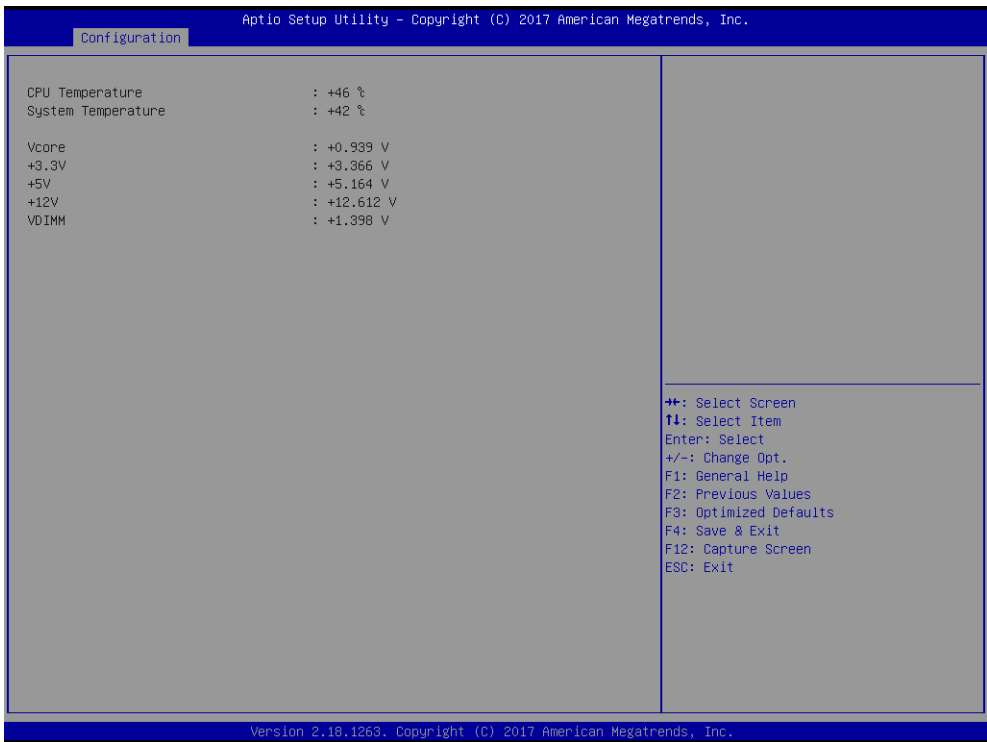 Aptio Setup Utility – Copyright (C) 2017 American Megatrends, Inc.
Configuration
CPU Temperature : +46 ℃
System Temperature : +42 ℃
Vcore : +0.939 V
+3.3V : +3.366 V
+5V : +5.164 V
+12V : +12.612 V
VDIMM : +1.398 V
→←: Select Screen
↑↓: Select Item
Enter: Select
+/-: Change Opt.
F1: General Help
F2: Previous Values
F3: Optimized Defaults
F4: Save & Exit
F12: Capture Screen
ESC: Exit
Version 2.18.1263. Copyright (C) 2017 American Megatrends, Inc.